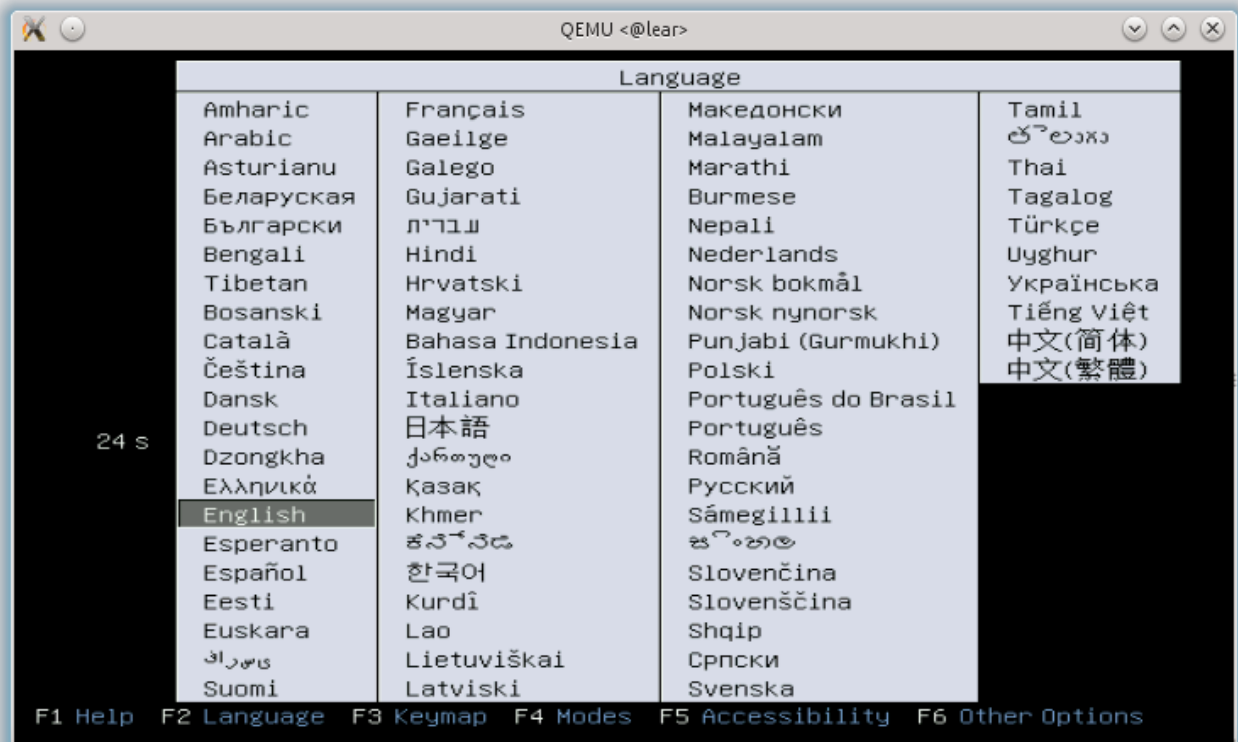 QEMU <@lear>
Language
Amharic
Arabic
Asturianu
Беларуская
Български
Bengali
Tibetan
Bosanski
Català
Čeština
Dansk
Deutsch
Dzongkha
Ελληνικά
English
Esperanto
Español
Eesti
Euskara
فارسی
Suomi
Français
Gaeilge
Galego
Gujarati
עברית
Hindi
Hrvatski
Magyar
Bahasa Indonesia
Íslenska
Italiano
日本語
ქართული
Қазақ
Khmer
ಕನ್ನಡ
한국어
Kurdî
Lao
Lietuviškai
Latviski
Македонски
Malayalam
Marathi
Burmese
Nepali
Nederlands
Norsk bokmål
Norsk nynorsk
Punjabi (Gurmukhi)
Polski
Português do Brasil
Português
Română
Русский
Sámegillii
සිංහල
Slovenčina
Slovenščina
Shqip
Српски
Svenska
Tamil
తెలుగు
Thai
Tagalog
Türkçe
Uyghur
Українська
Tiếng Việt
中文(简体)
中文(繁體)
24 s
F1 Help F2 Language F3 Keymap F4 Modes F5 Accessibility F6 Other Options